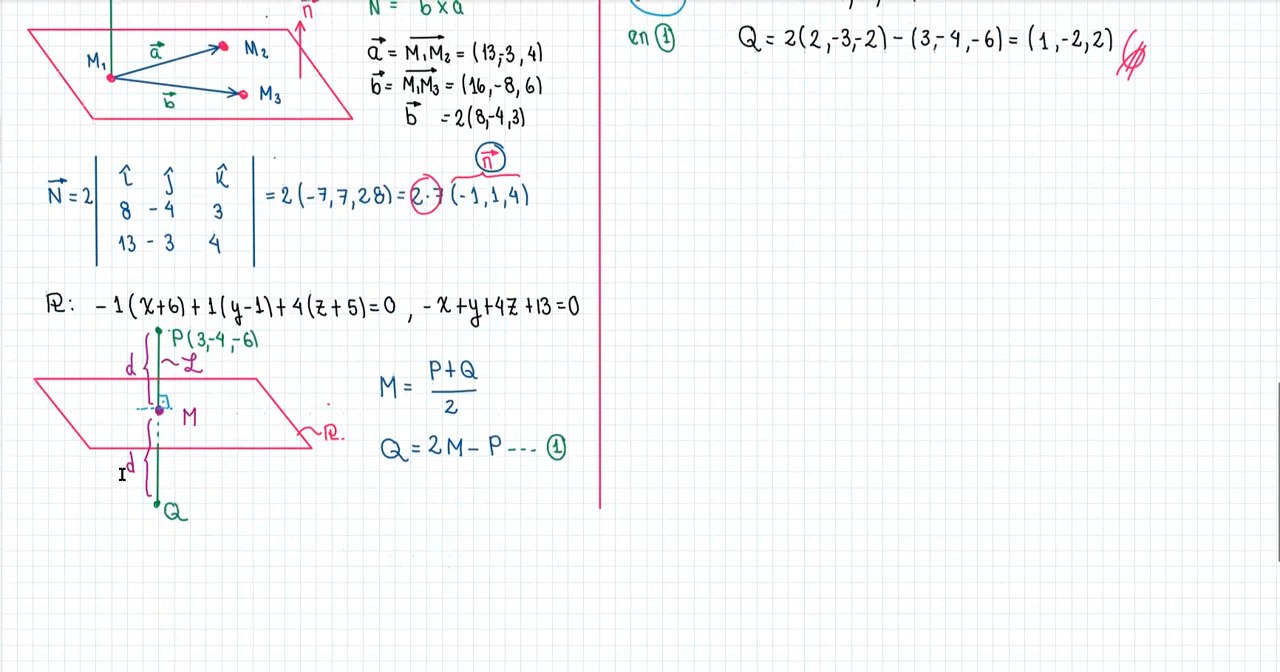 N = b x a
n⃗
M₁
a⃗
M₂
b⃗
M₃
a⃗ = M₁M₂ = (13,-3, 4)
b⃗ = M₁M₃ = (16,-8, 6)
b⃗ = 2(8,-4,3)
n⃗
N⃗ = 2 | î ĵ k̂ | = 2(-7,7,28) = 2·7 (-1,1,4)
8 -4 3
13 -3 4
P: -1(x+6)+1(y-1)+4(z+5)=0 , -x+y+4z+13=0
P(3,-4,-6)
d
~L
M
~P.
d
Q
M = P+Q / 2
Q = 2M - P --- ①
en ① Q = 2(2,-3,-2) - (3,-4,-6) = (1,-2,2)